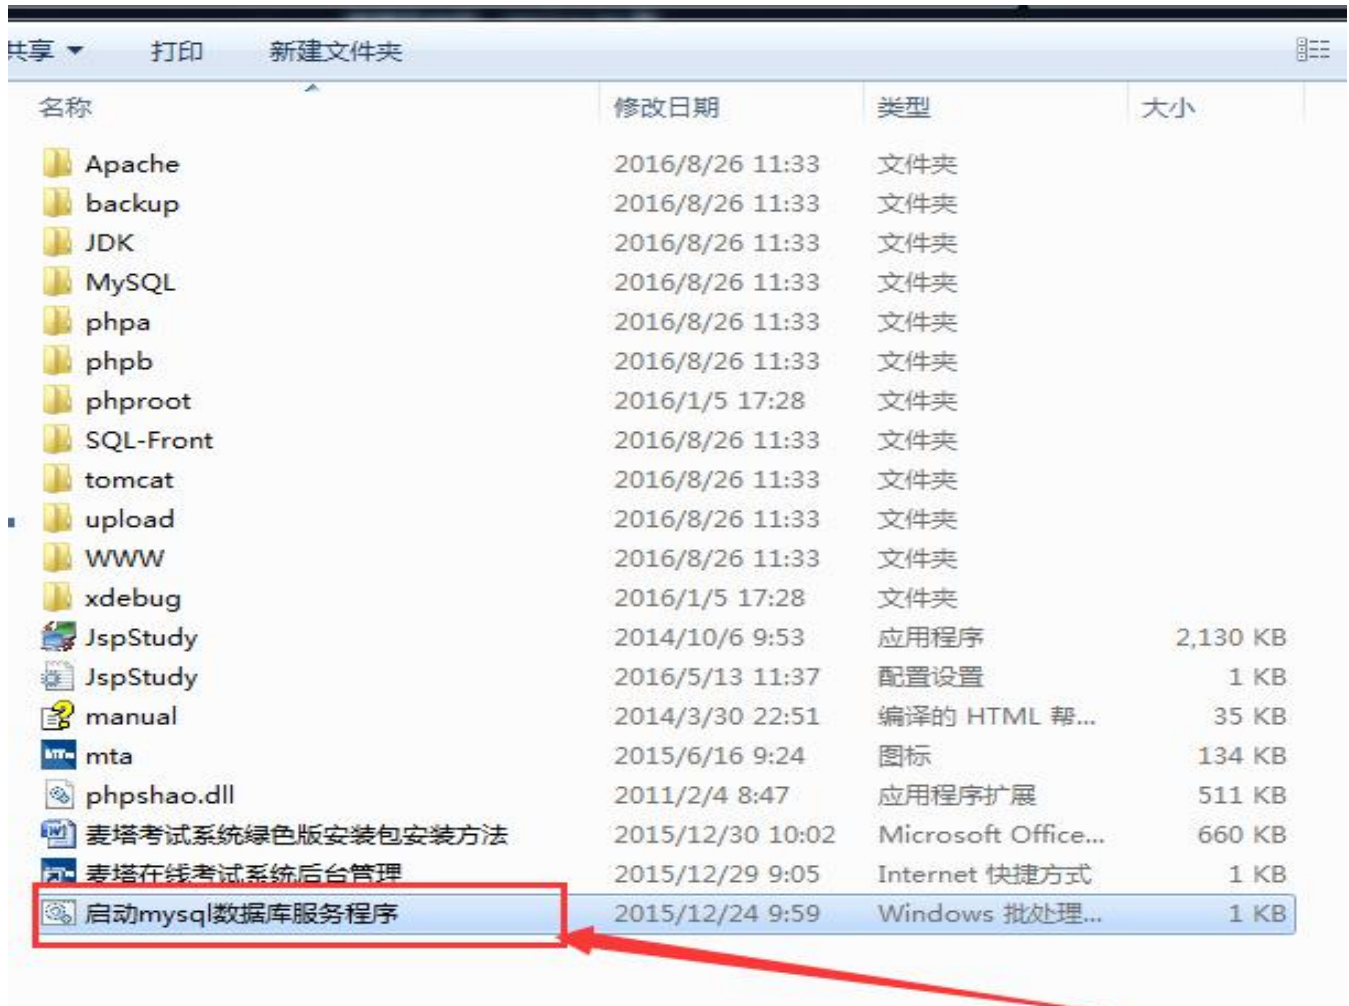 共享 打印 新建文件夹
名称 修改日期 类型 大小
Apache 2016/8/26 11:33 文件夹
backup 2016/8/26 11:33 文件夹
JDK 2016/8/26 11:33 文件夹
MySQL 2016/8/26 11:33 文件夹
phpa 2016/8/26 11:33 文件夹
phpb 2016/8/26 11:33 文件夹
phproot 2016/1/5 17:28 文件夹
SQL-Front 2016/8/26 11:33 文件夹
tomcat 2016/8/26 11:33 文件夹
upload 2016/8/26 11:33 文件夹
WWW 2016/8/26 11:33 文件夹
xdebug 2016/1/5 17:28 文件夹
JspStudy 2014/10/6 9:53 应用程序 2,130 KB
JspStudy 2016/5/13 11:37 配置设置 1 KB
manual 2014/3/30 22:51 编译的 HTML 帮... 35 KB
mta 2015/6/16 9:24 图标 134 KB
phpshao.dll 2011/2/4 8:47 应用程序扩展 511 KB
麦塔考试系统绿色版安装包安装方法 2015/12/30 10:02 Microsoft Office... 660 KB
麦塔在线考试系统后台管理 2015/12/29 9:05 Internet 快捷方式 1 KB
启动mysql数据库服务程序 2015/12/24 9:59 Windows 批处理... 1 KB